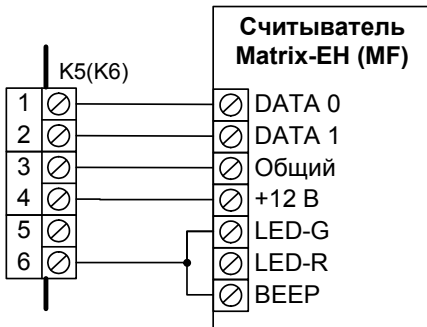 Считыватель
Matrix-EH (MF)
K5(K6)
1 DATA 0
2 DATA 1
3 Общий
4 +12 В
5 LED-G
6 LED-R
BEEP